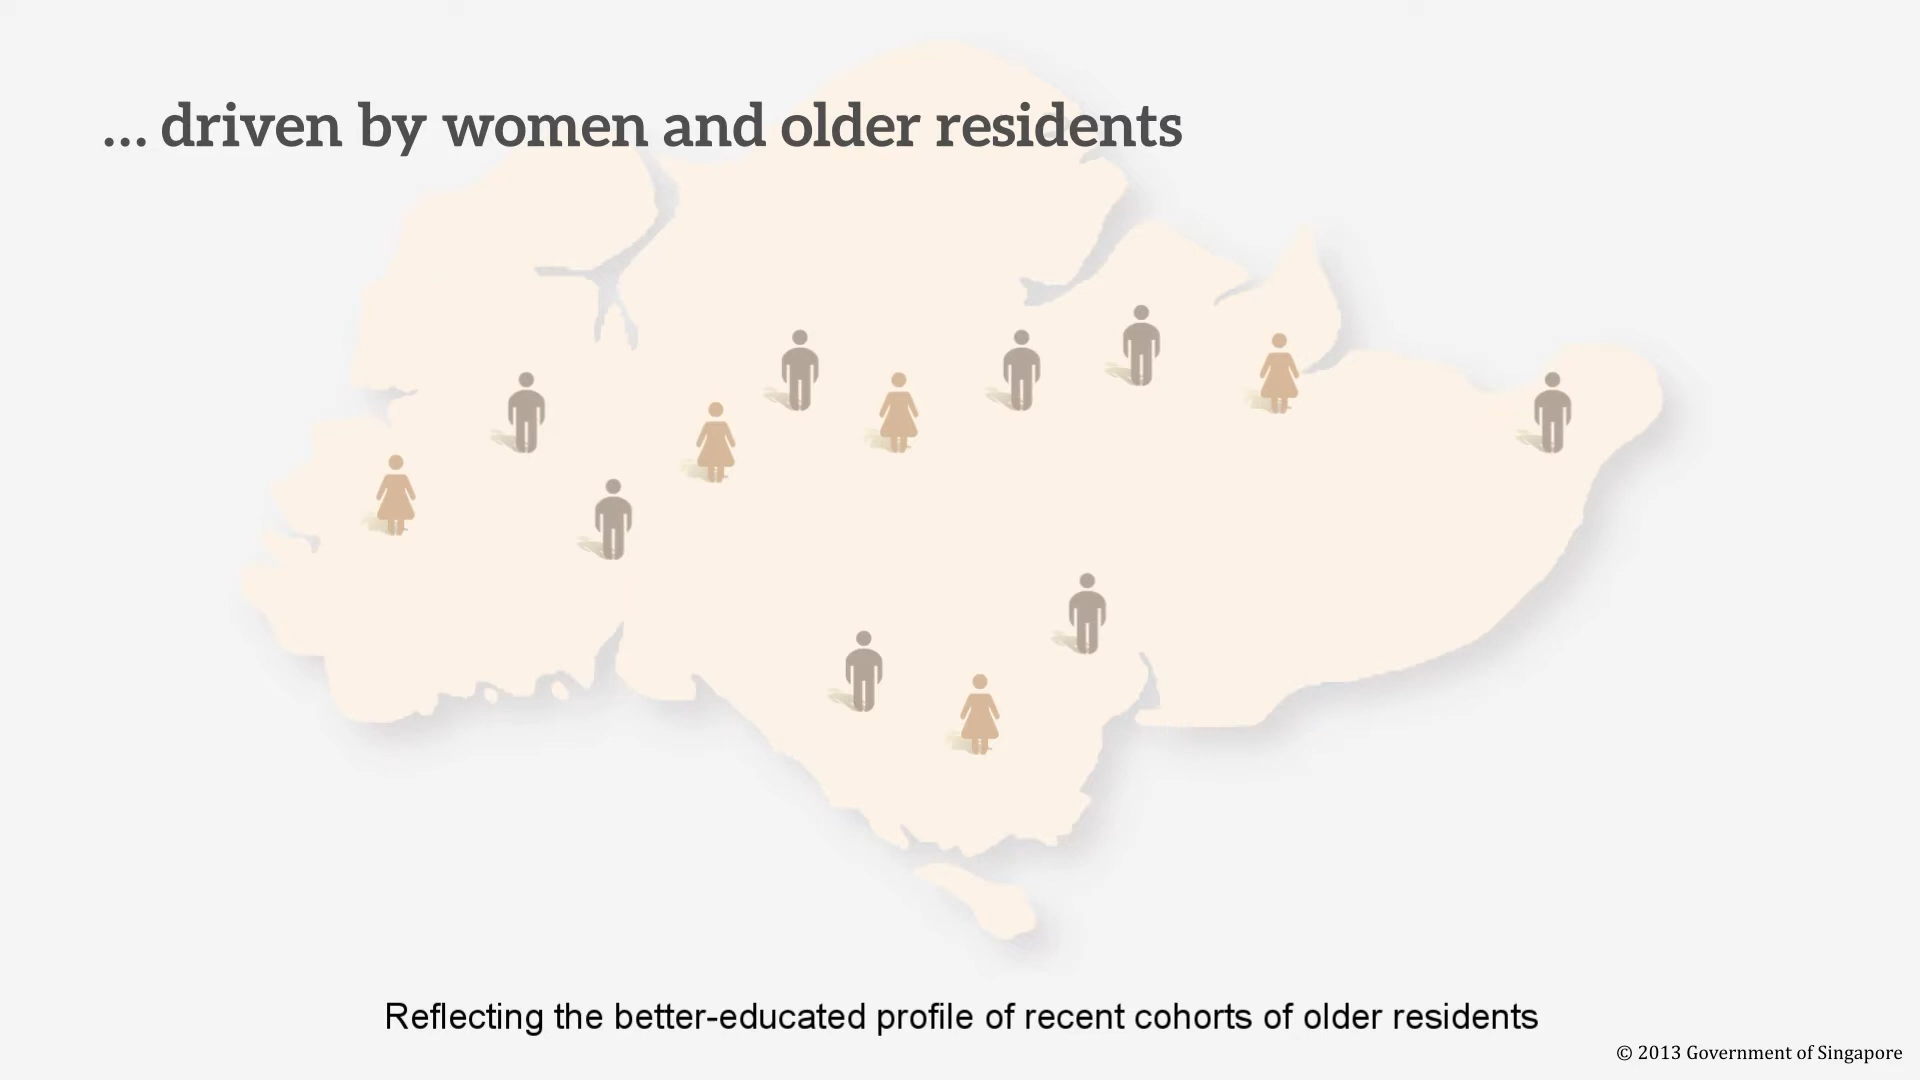 ... driven by women and older residents
Reflecting the better-educated profile of recent cohorts of older residents
© 2013 Government of Singapore